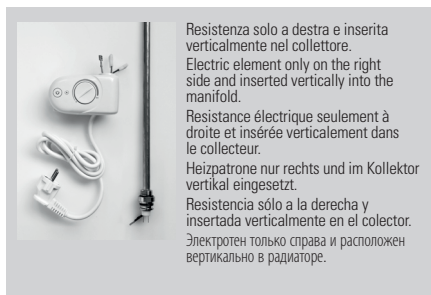 Resistenza solo a destra e inserita
verticalmente nel collettore.
Electric element only on the right
side and inserted vertically into the
manifold.
Resistance électrique seulement à
droite et insérée verticalement dans
le collecteur.
Heizpatrone nur rechts und im Kollektor
vertikal eingesetzt.
Resistencia sólo a la derecha y
insertada verticalmente en el colector.
Электротен только справа и расположен
вертикально в радиаторе.